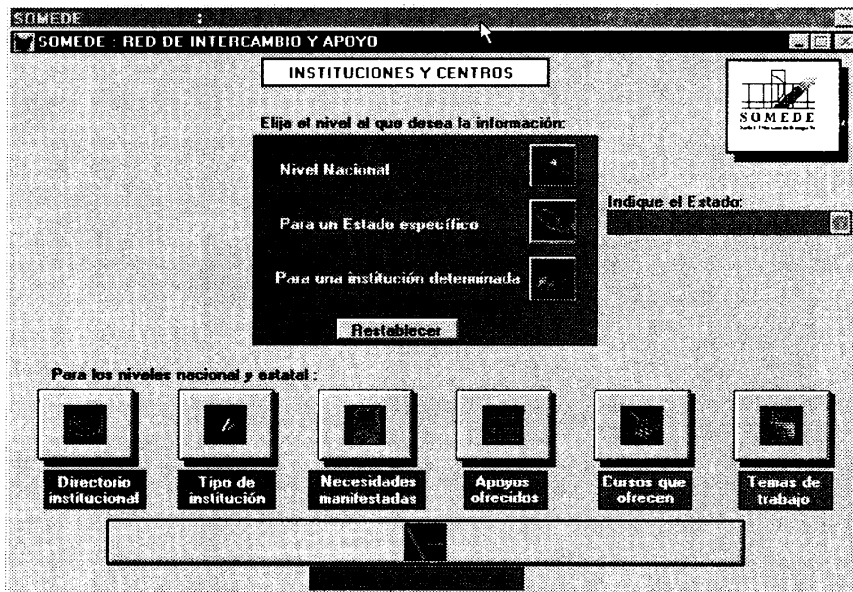 SOMEDE :
SOMEDE : RED DE INTERCAMBIO Y APOYO
INSTITUCIONES Y CENTROS
SOMEDE
Elija el nivel al que desea la información:
Nivel Nacional
Indique el Estado:
Para un Estado específico
Para una institución determinada
Restablecer
Para los niveles nacional y estatal :
Directorio institucional
Tipo de institución
Necesidades manifestadas
Apoyos ofrecidos
Cursos que ofrecen
Temas de trabajo